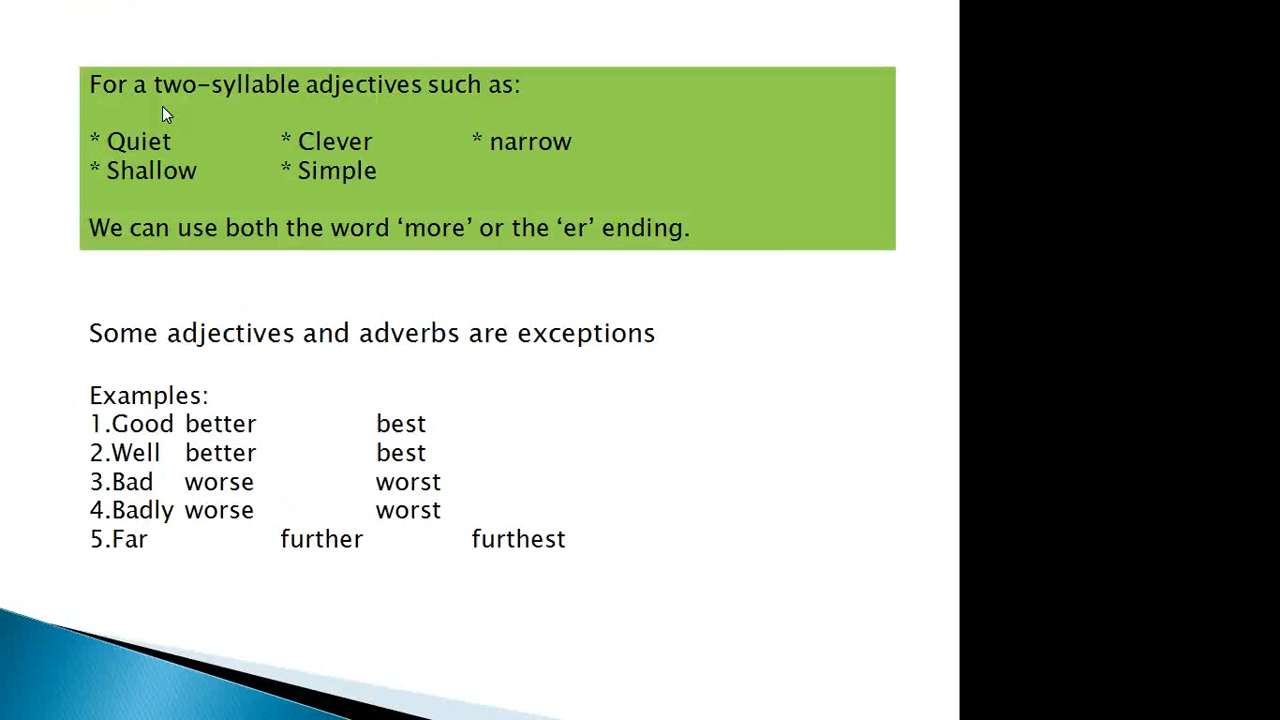 For a two-syllable adjectives such as:
* Quiet * Clever * narrow
* Shallow * Simple
We can use both the word ‘more’ or the ‘er’ ending.
Some adjectives and adverbs are exceptions
Examples:
1.Good better best
2.Well better best
3.Bad worse worst
4.Badly worse worst
5.Far further furthest